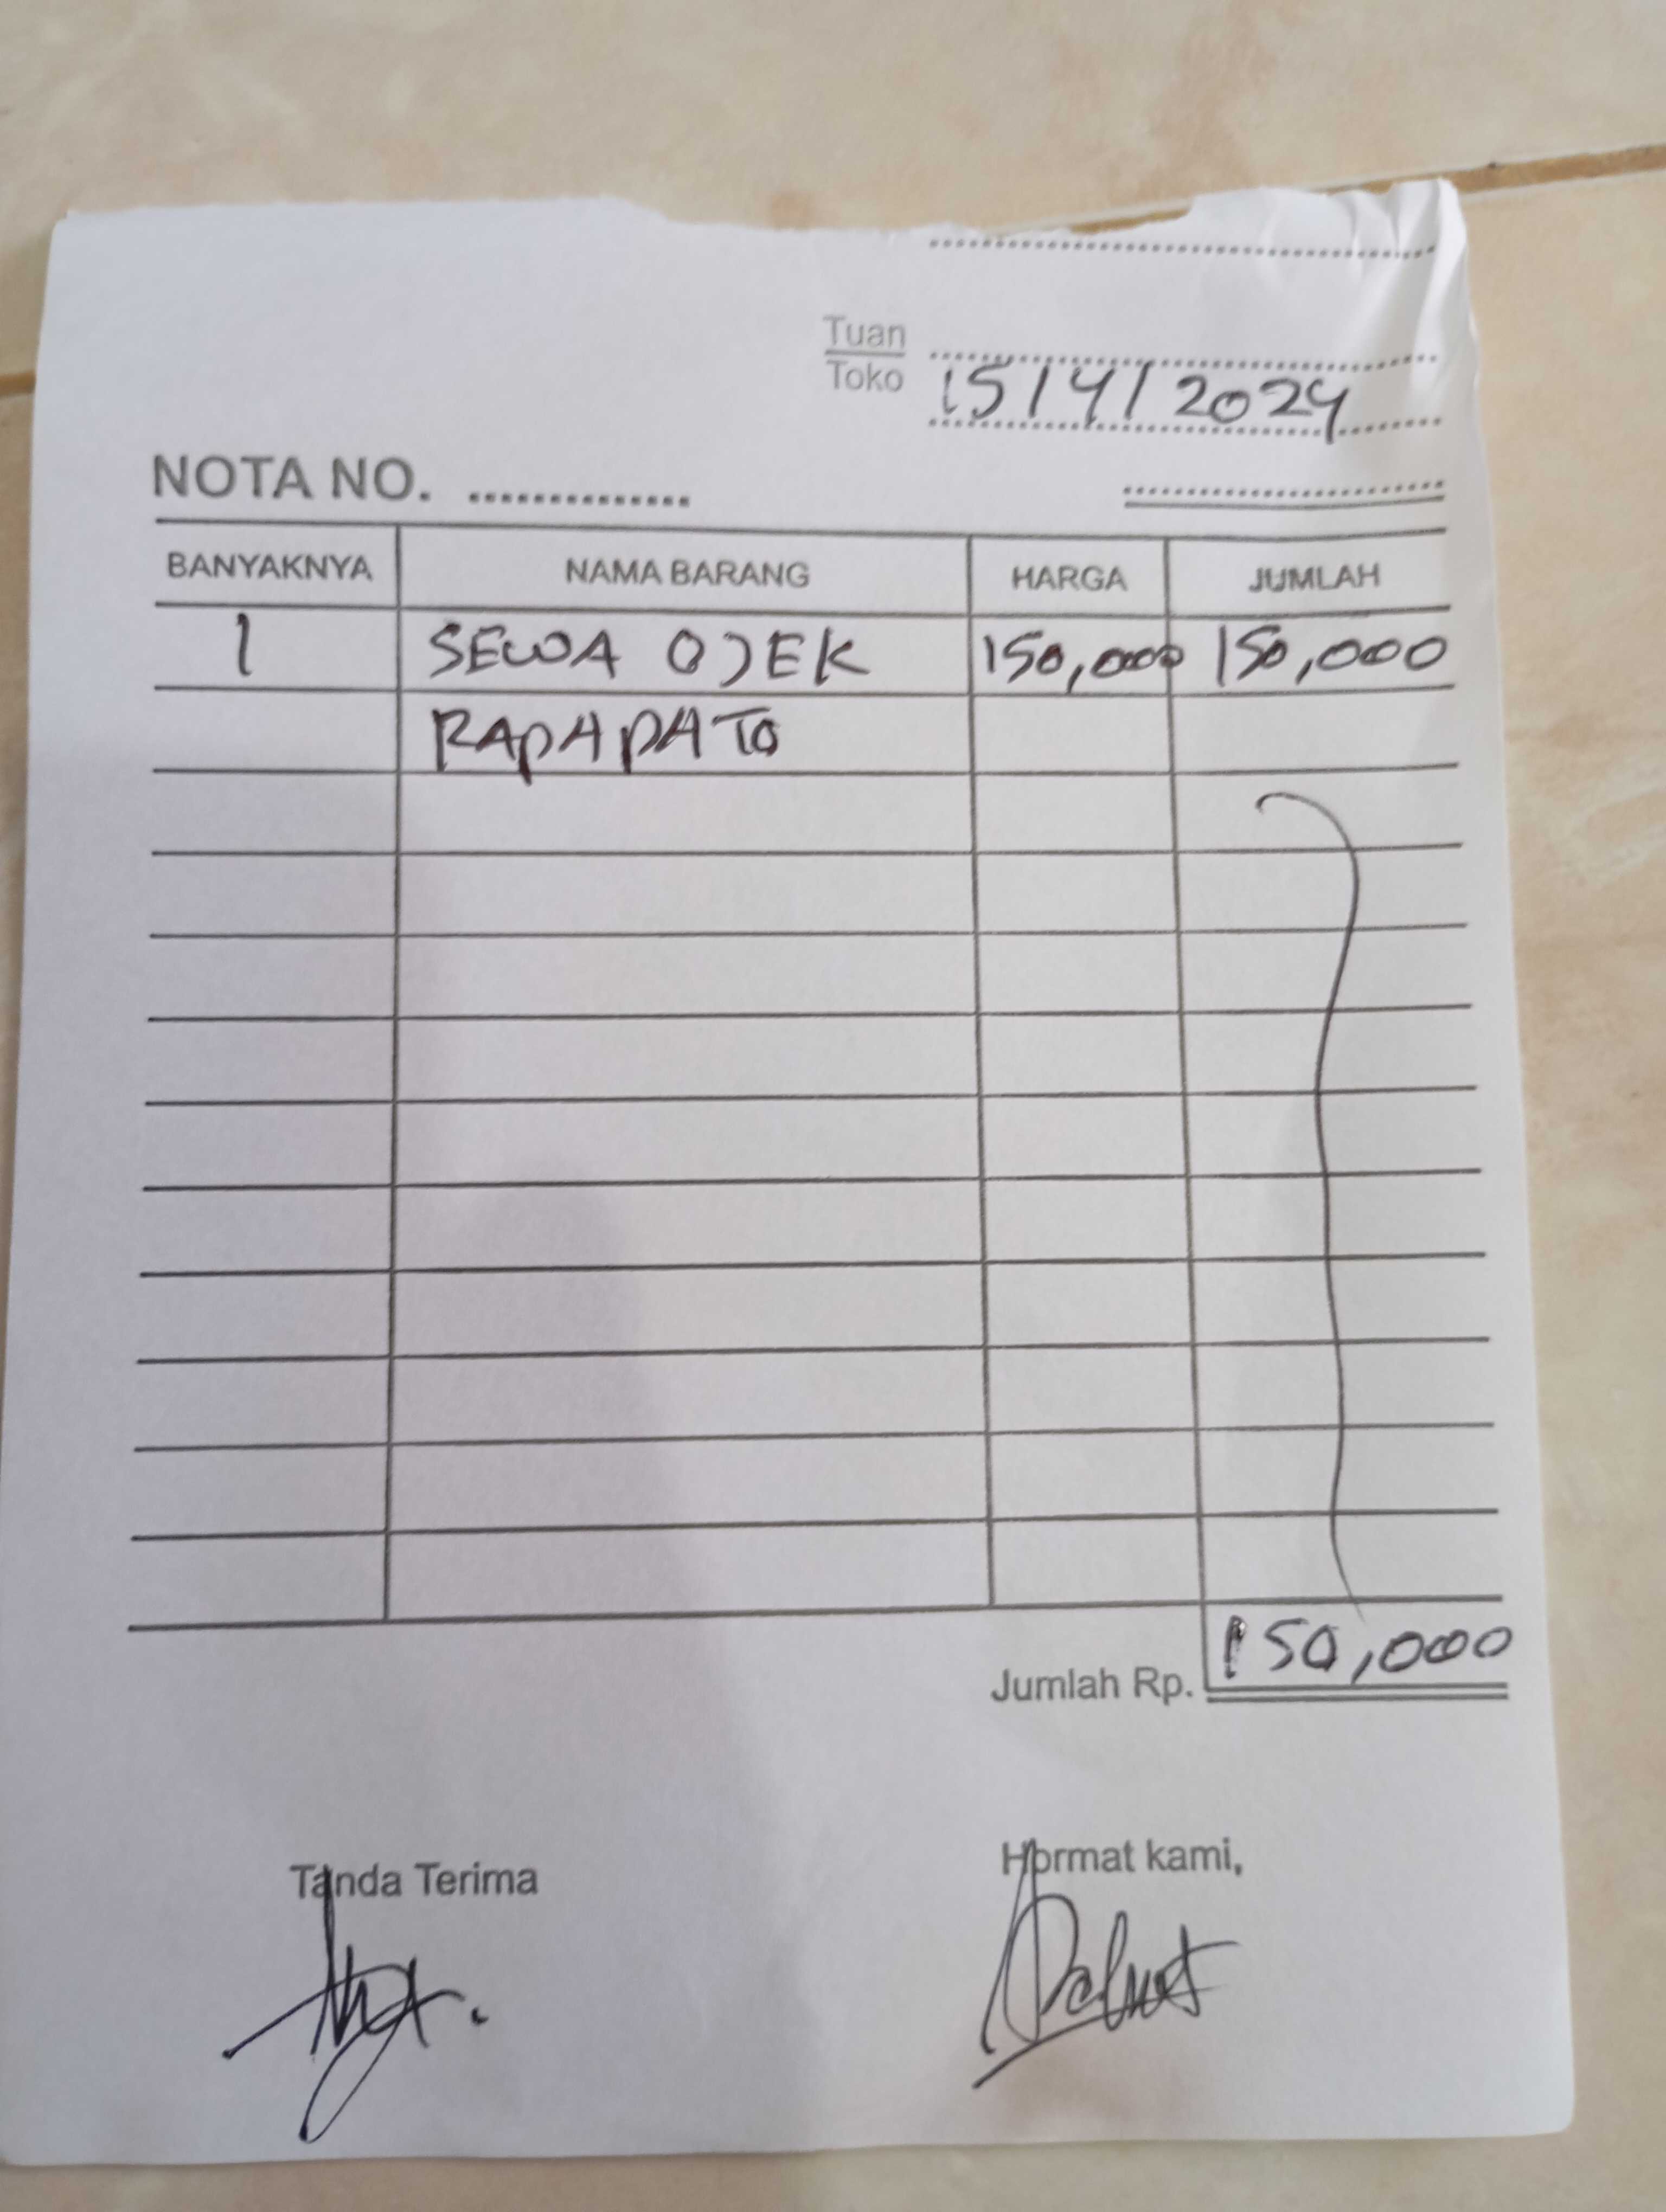 Tuan
Toko 15/4/2024
NOTA NO. ..............
BANYAKNYA NAMA BARANG HARGA JUMLAH
1 SEWA OJEK 150,000 150,000
RAPAPATO
Jumlah Rp. 150,000
Tanda Terima Hormat kami,